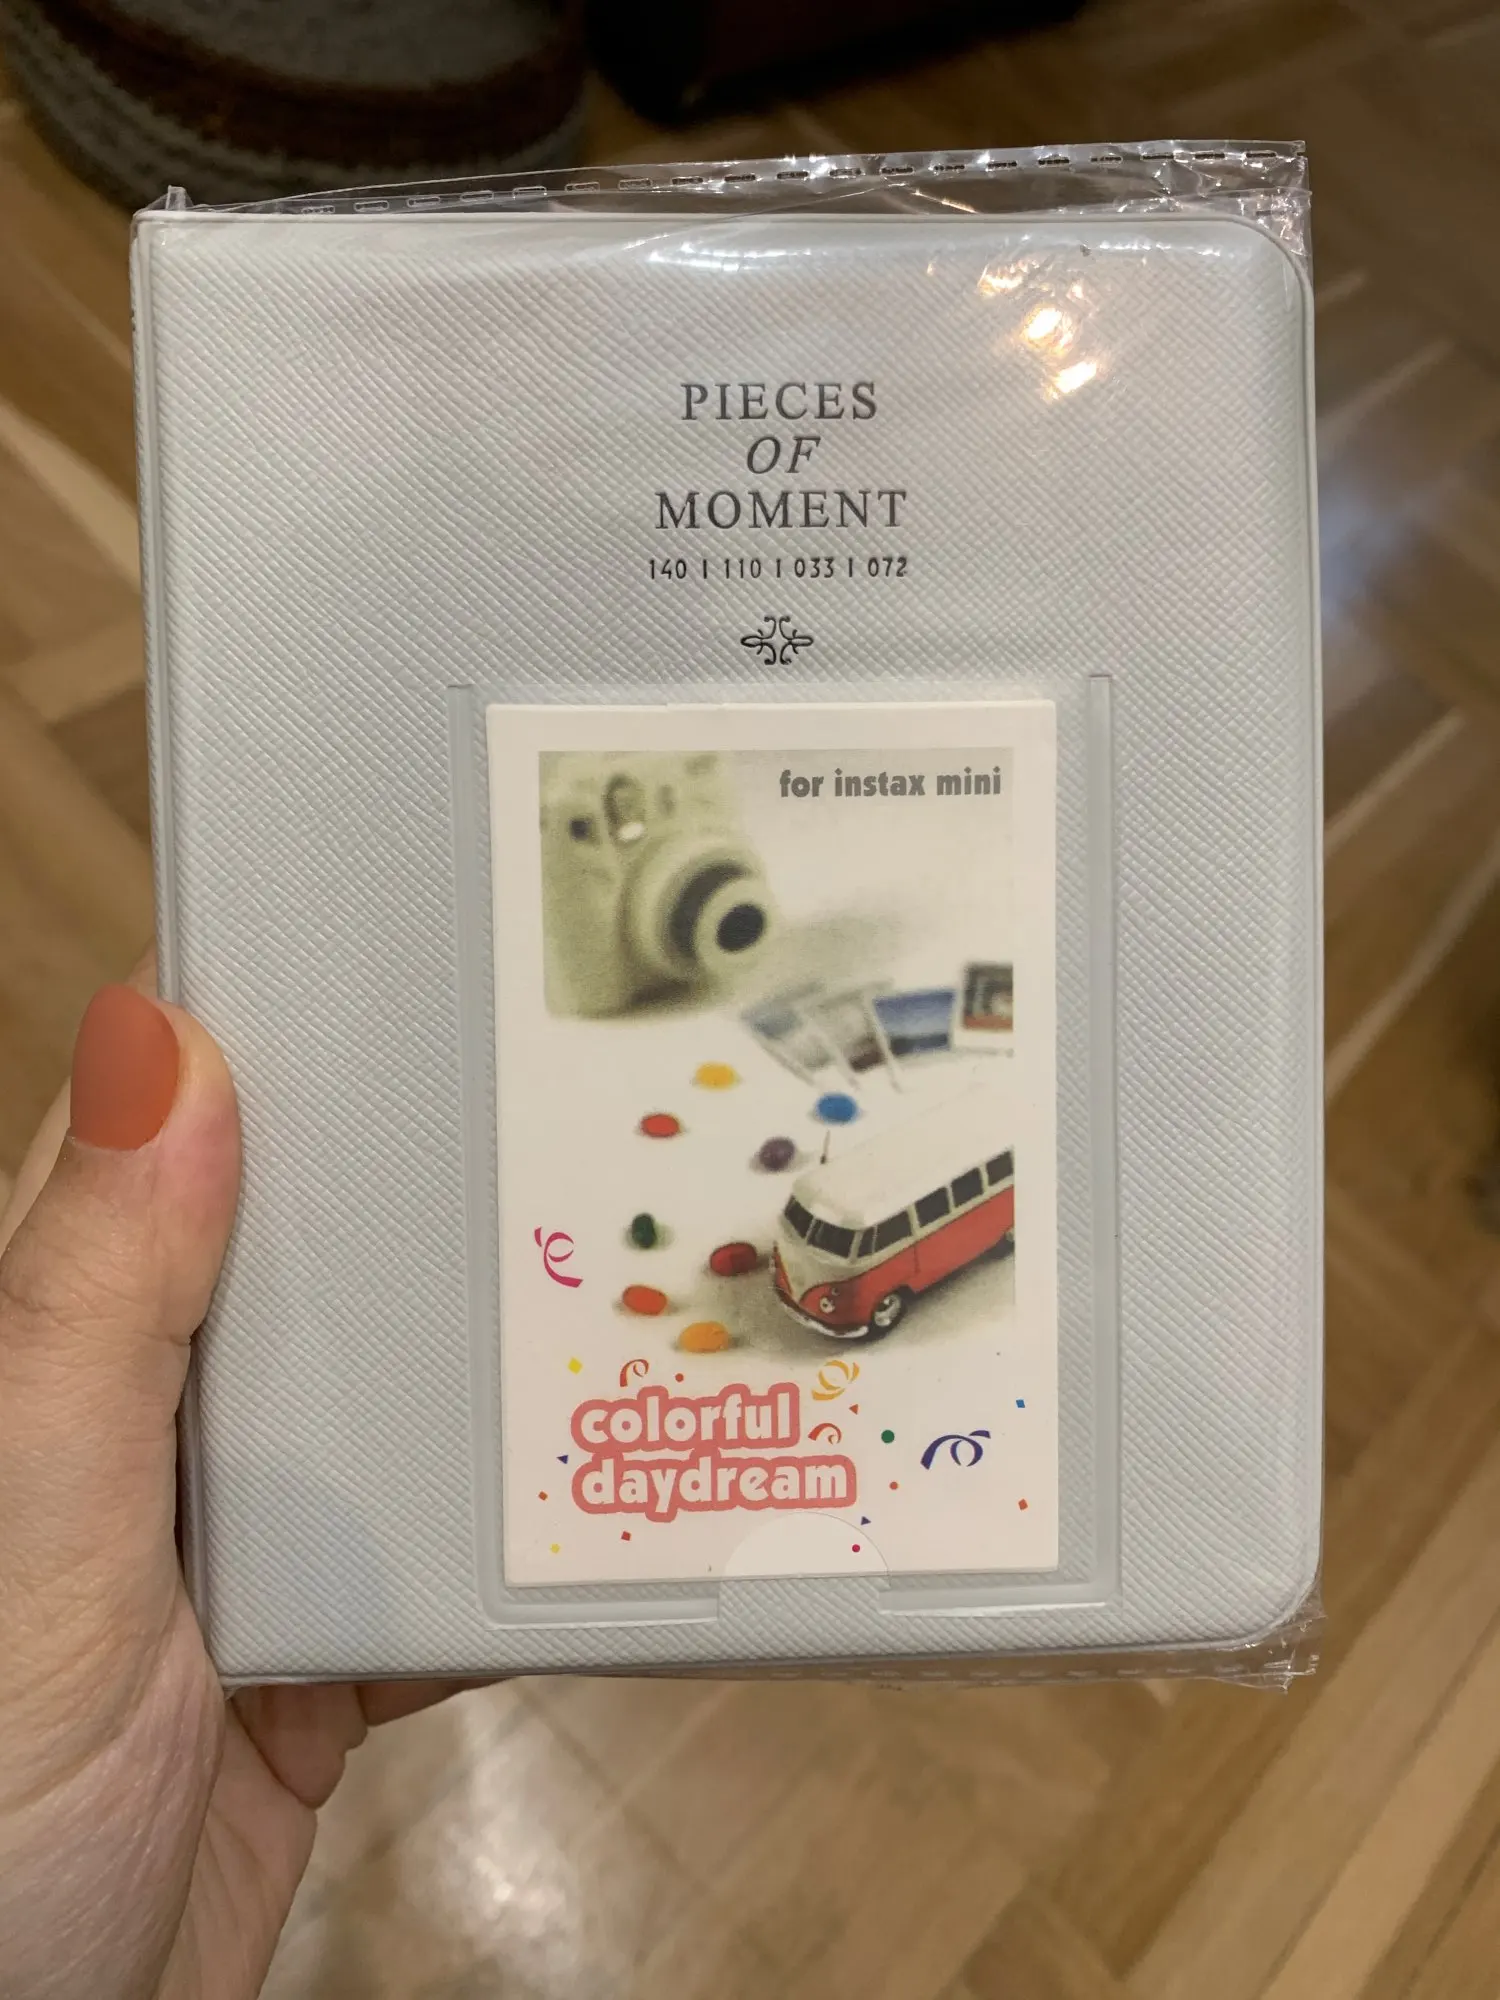 PIECES
OF
MOMENT
140 | 110 | 033 | 072
for instax mini
colorful
daydream